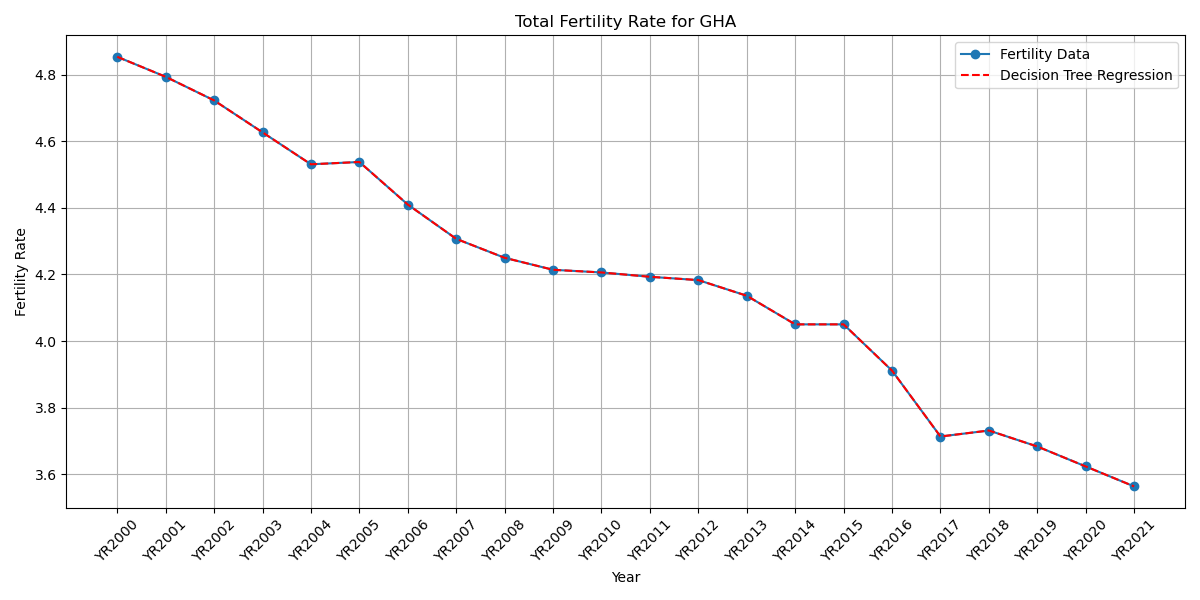 Total Fertility Rate for GHA
Fertility Data
Decision Tree Regression
Fertility Rate
4.8
4.6
4.4
4.2
4.0
3.8
3.6
YR2000
YR2001
YR2002
YR2003
YR2004
YR2005
YR2006
YR2007
YR2008
YR2009
YR2010
YR2011
YR2012
YR2013
YR2014
YR2015
YR2016
YR2017
YR2018
YR2019
YR2020
YR2021
Year